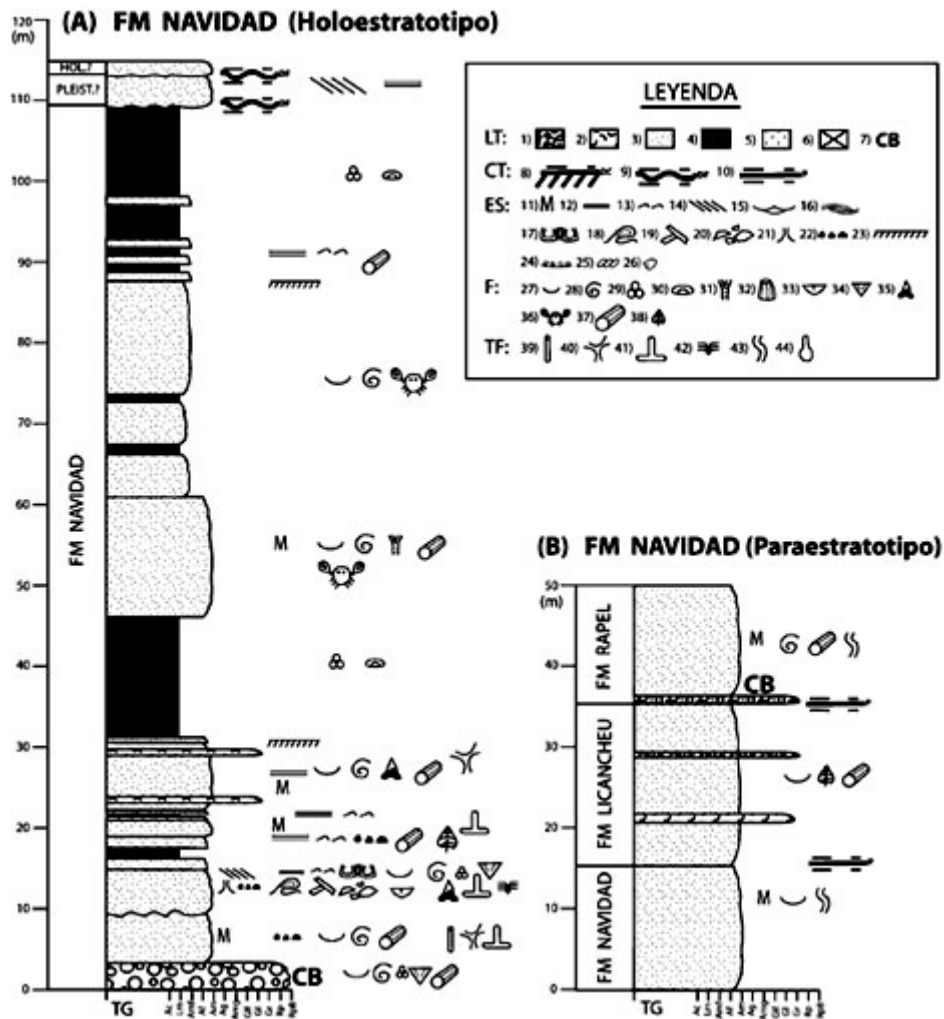 (A) FM NAVIDAD (Holoestratotipo)
120
(m)
HOL.?
PLEIST.?
110
100
90
80
70
60
50
40
30
20
10
0
FM NAVIDAD
M
M
M
M
CB
TG
LEYENDA
LT: 1) 2) 3) 4) 5) 6) 7) CB
CT: 8) 9) 10)
ES: 11) M 12) 13) 14) 15) 16)
17) 18) 19) 20) 21) 22) 23)
24) 25) 26)
F: 27) 28) 29) 30) 31) 32) 33) 34) 35)
36) 37) 38)
TF: 39) 40) 41) 42) 43) 44)
(B) FM NAVIDAD (Paraestratotipo)
50
(m)
40
30
20
10
0
FM RAPEL
FM LICANCHEU
FM NAVIDAD
M
CB
M
TG